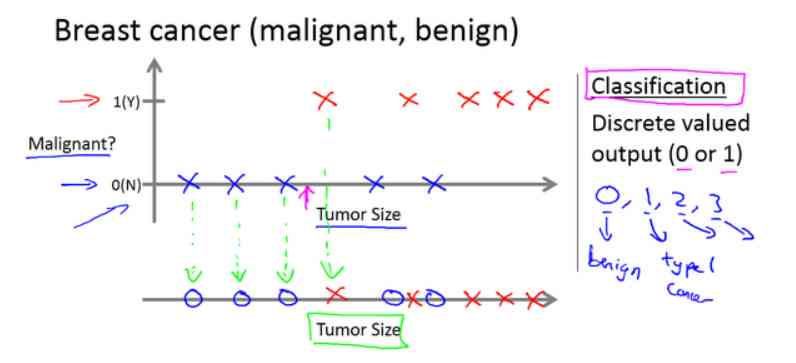 Breast cancer (malignant, benign)
1(Y)
Malignant?
0(N)
Tumor Size
Tumor Size
Classification
Discrete valued
output (0 or 1)
0, 1, 2, 3
benign
type 1
cancer